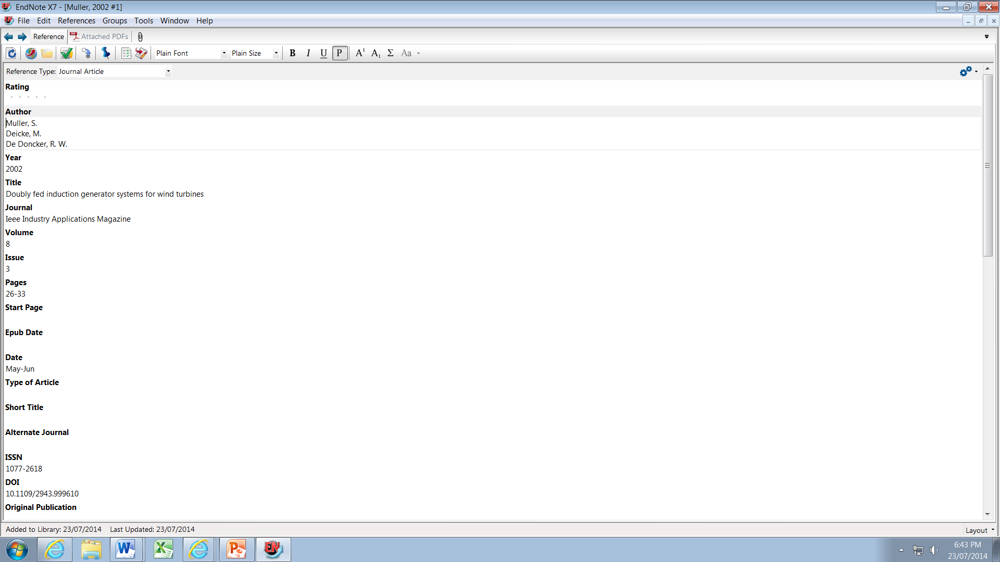 EndNote X7 - [Muller, 2002 #1]
File Edit References Groups Tools Window Help
Reference Attached PDFs
Plain Font Plain Size B I U P A1 A1 Σ Aa
Reference Type: Journal Article
Rating
Author
Muller, S.
Deicke, M.
De Doncker, R. W.
Year
2002
Title
Doubly fed induction generator systems for wind turbines
Journal
Ieee Industry Applications Magazine
Volume
8
Issue
3
Pages
26-33
Start Page
Epub Date
Date
May-Jun
Type of Article
Short Title
Alternate Journal
ISSN
1077-2618
DOI
10.1109/2943.999610
Original Publication
Added to Library: 23/07/2014 Last Updated: 23/07/2014
Layout
6:43 PM
23/07/2014